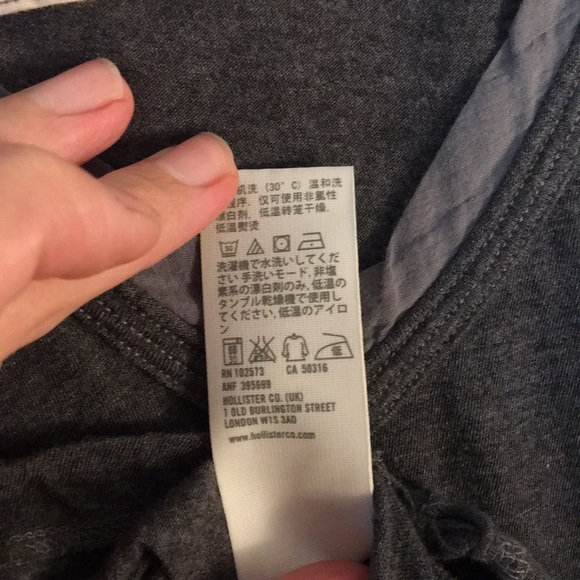 机洗 (30° C) 温和洗
程序. 仅可使用非氯性
漂白剂. 低温转笼干燥.
低温熨烫
30
洗濯機で水洗いしてくださ
い 手洗いモード, 非塩
素系の漂白剤のみ, 低温の
タンブル乾燥機で使用し
てください, 低温のアイロ
ン
30 低
RN 102573 CA 50316
ANF 395669
HOLLISTER CO. (UK)
1 OLD BURLINGTON STREET
LONDON W1S 3AD
www.hollisterco.com